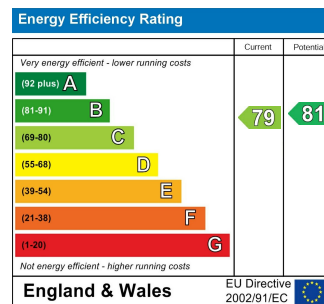 Energy Efficiency Rating
Current Potentia
Very energy efficient - lower running costs
(92 plus) A
(81-91) B
(69-80) C
(55-68) D
(39-54) E
(21-38) F
(1-20) G
79 81
Not energy efficient - higher running costs
England & Wales
EU Directive
2002/91/EC